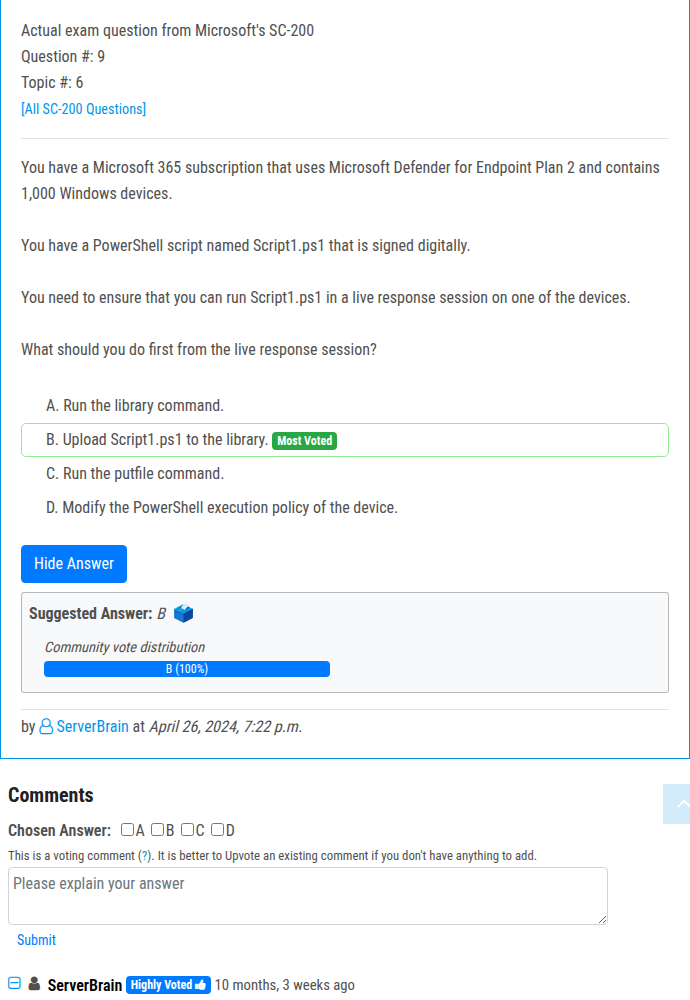 Actual exam question from Microsoft's SC-200
Question #: 9
Topic #: 6
[All SC-200 Questions]
You have a Microsoft 365 subscription that uses Microsoft Defender for Endpoint Plan 2 and contains
1,000 Windows devices.
You have a PowerShell script named Script1.ps1 that is signed digitally.
You need to ensure that you can run Script1.ps1 in a live response session on one of the devices.
What should you do first from the live response session?
A. Run the library command.
B. Upload Script1.ps1 to the library. Most Voted
C. Run the putfile command.
D. Modify the PowerShell execution policy of the device.
Hide Answer
Suggested Answer: B
Community vote distribution
B (100%)
by ServerBrain at April 26, 2024, 7:22 p.m.
Comments
Chosen Answer: A B C D
This is a voting comment (?). It is better to Upvote an existing comment if you don't have anything to add.
Please explain your answer
Submit
ServerBrain Highly Voted 10 months, 3 weeks ago